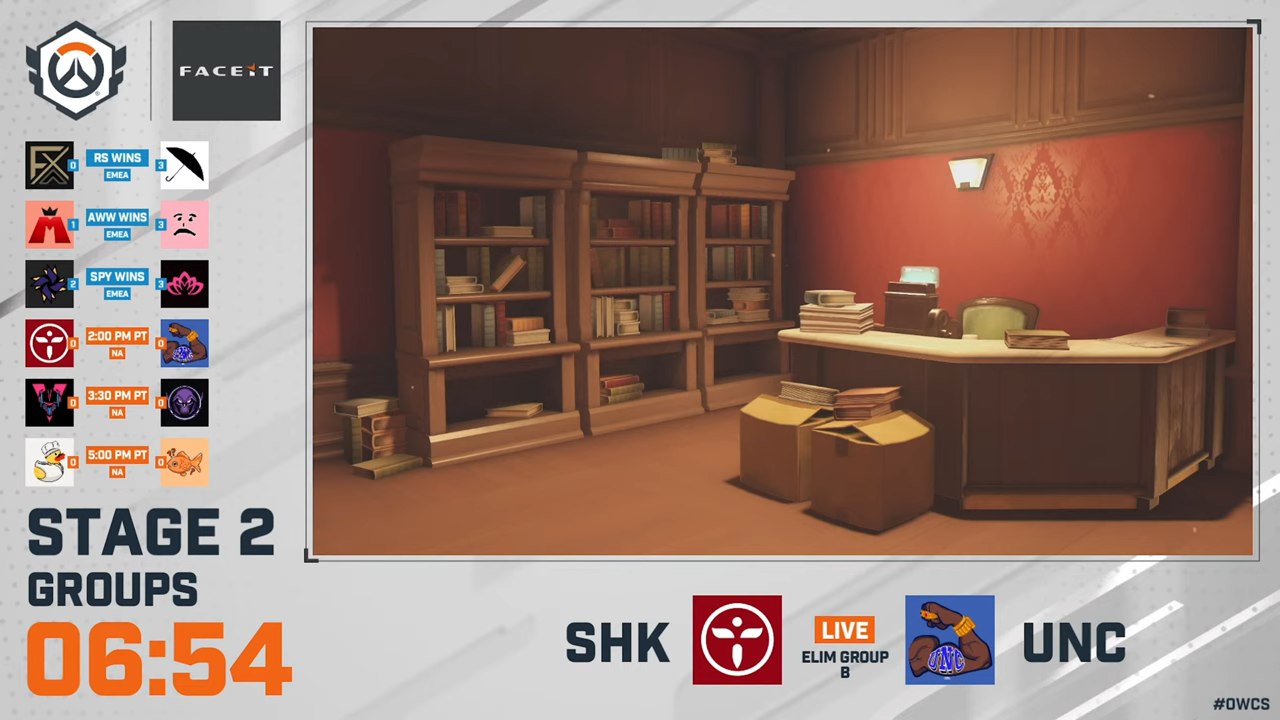 FACEIT
0 RS WINS 3
EMEA
1 AWW WINS 3
EMEA
2 SPY WINS 3
EMEA
0 2:00 PM PT 0
NA
0 3:30 PM PT 0
NA
0 5:00 PM PT 0
NA
STAGE 2
GROUPS
06:54
SHK
LIVE
ELIM GROUP
B
UNC
UNC
#OWCS